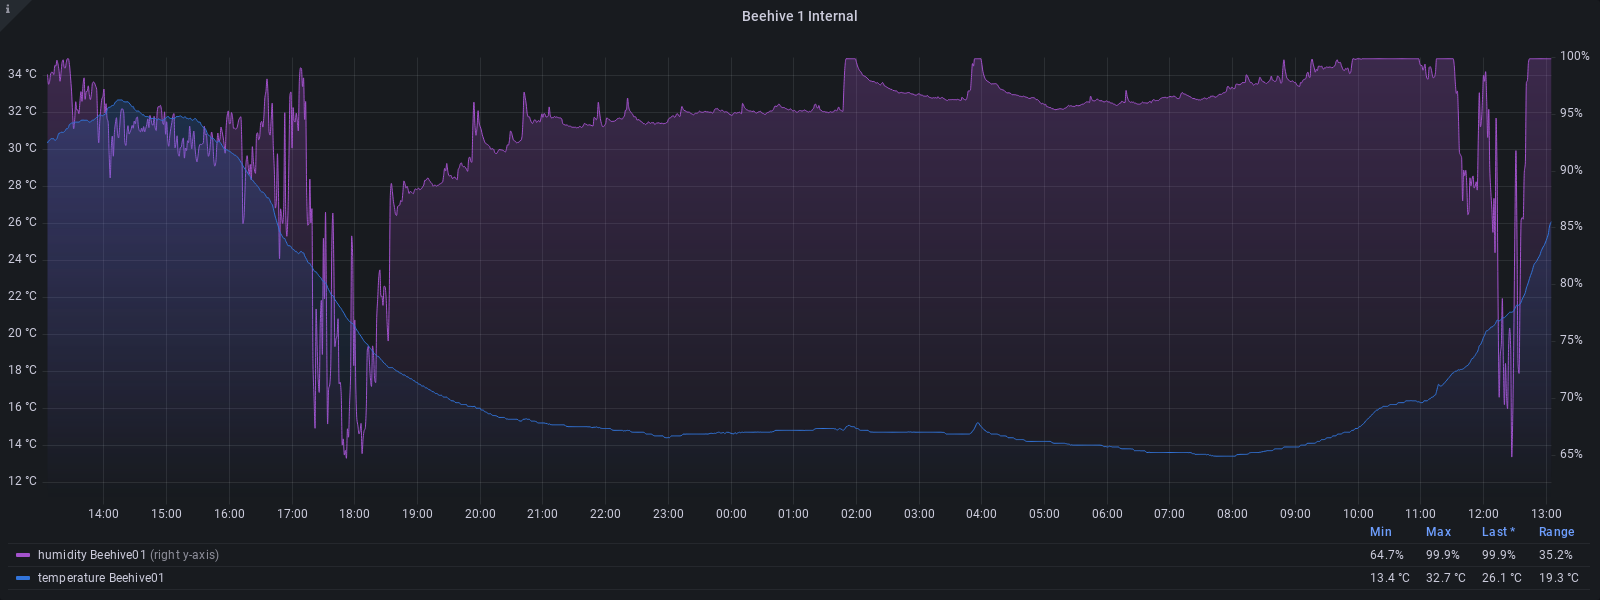 i
Beehive 1 Internal
34 °C
32 °C
30 °C
28 °C
26 °C
24 °C
22 °C
20 °C
18 °C
16 °C
14 °C
12 °C
100%
95%
90%
85%
80%
75%
70%
65%
14:00 15:00 16:00 17:00 18:00 19:00 20:00 21:00 22:00 23:00 00:00 01:00 02:00 03:00 04:00 05:00 06:00 07:00 08:00 09:00 10:00 11:00 12:00 13:00
Min Max Last * Range
humidity Beehive01 (right y-axis) 64.7% 99.9% 99.9% 35.2%
temperature Beehive01 13.4 °C 32.7 °C 26.1 °C 19.3 °C